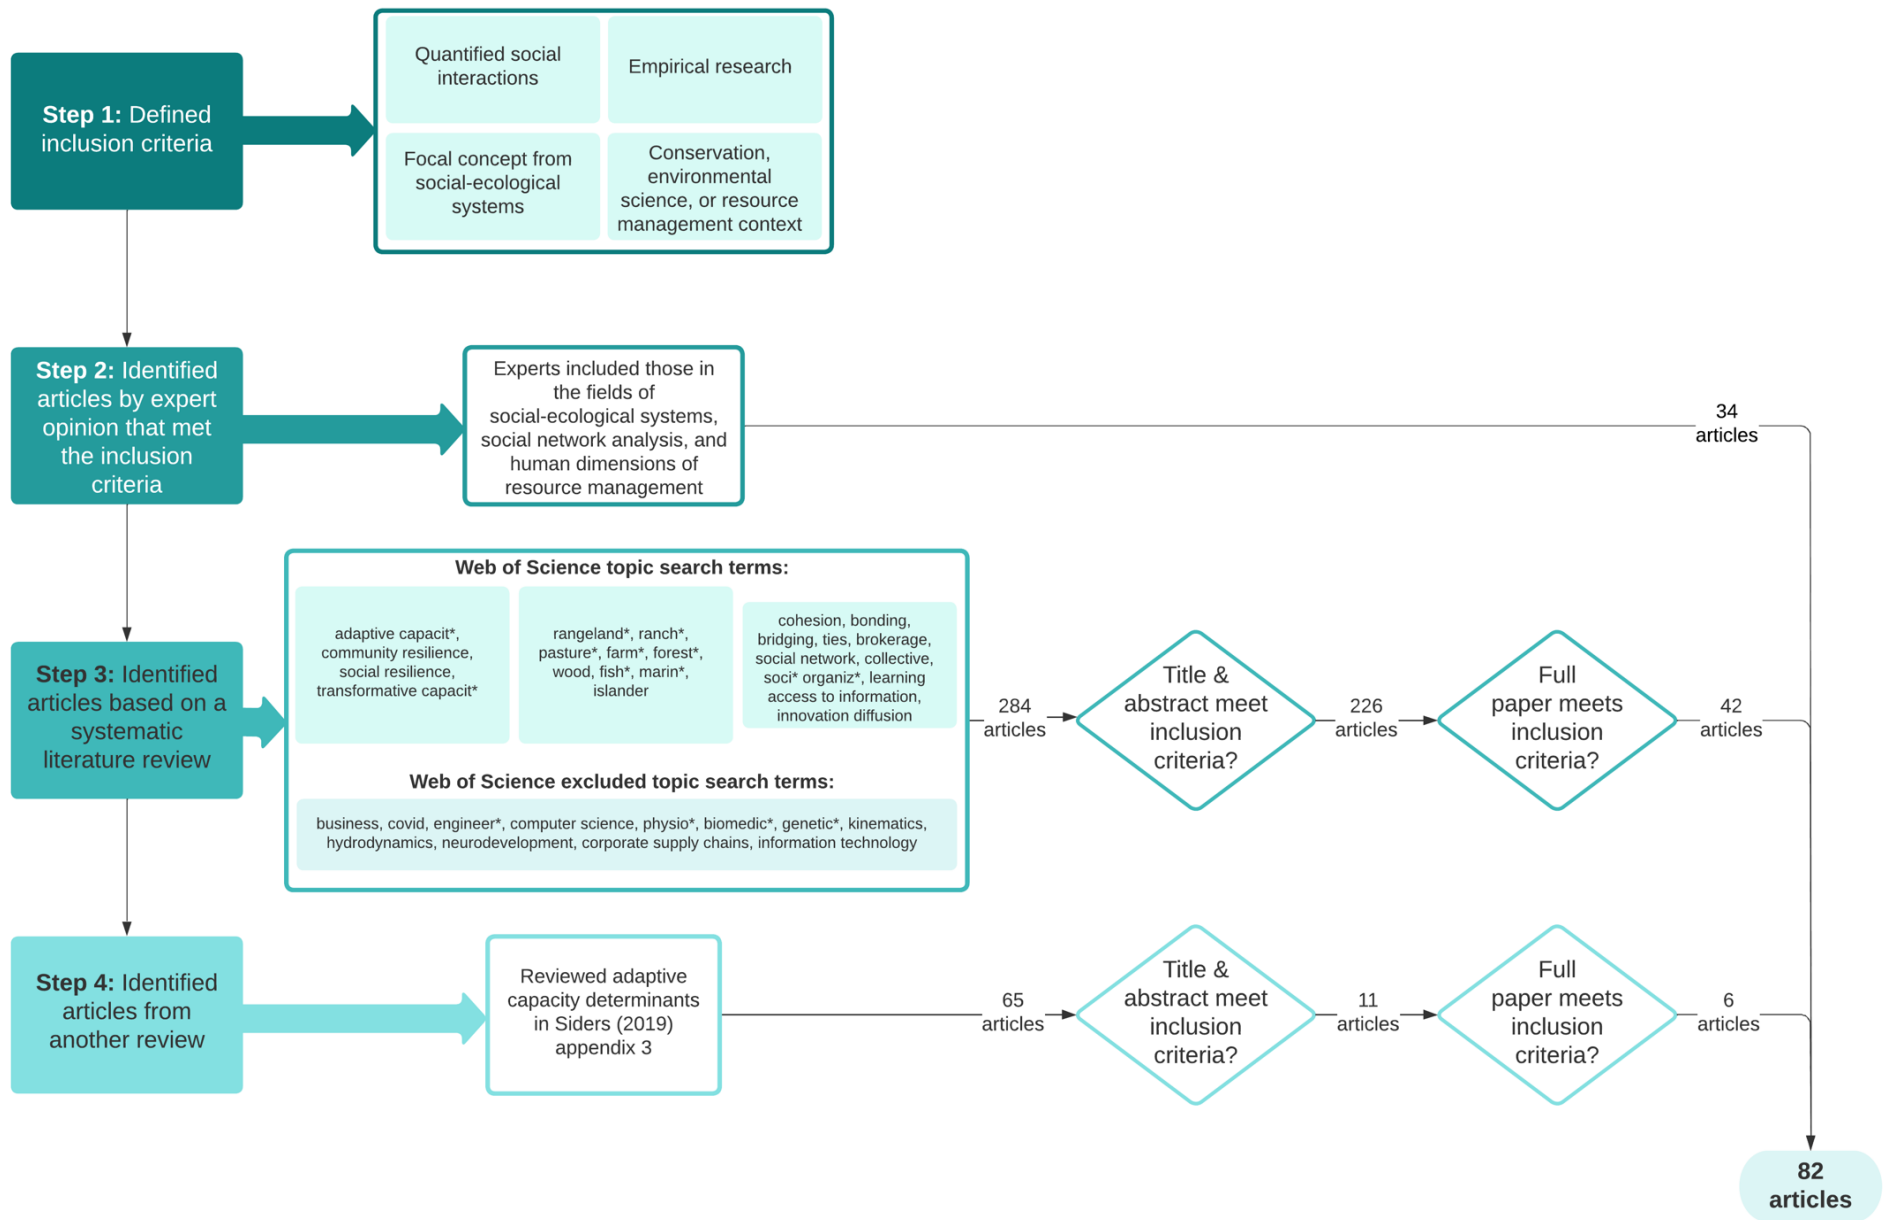 Step 1: Defined
inclusion criteria
Quantified social
interactions
Empirical research
Focal concept from
social-ecological
systems
Conservation,
environmental
science, or resource
management context
Step 2: Identified
articles by expert
opinion that met
the inclusion
criteria
Experts included those in
the fields of
social-ecological systems,
social network analysis, and
human dimensions of
resource management
34
articles
Step 3: Identified
articles based on a
systematic
literature review
Web of Science topic search terms:
adaptive capacit*,
community resilience,
social resilience,
transformative capacit*
rangeland*, ranch*,
pasture*, farm*, forest*,
wood, fish*, marin*,
islander
cohesion, bonding,
bridging, ties, brokerage,
social network, collective,
soci* organiz*, learning
access to information,
innovation diffusion
Web of Science excluded topic search terms:
business, covid, engineer*, computer science, physio*, biomedic*, genetic*, kinematics,
hydrodynamics, neurodevelopment, corporate supply chains, information technology
284
articles
Title &
abstract meet
inclusion
criteria?
226
articles
Full
paper meets
inclusion
criteria?
42
articles
Step 4: Identified
articles from
another review
Reviewed adaptive
capacity determinants
in Siders (2019)
appendix 3
65
articles
Title &
abstract meet
inclusion
criteria?
11
articles
Full
paper meets
inclusion
criteria?
6
articles
82
articles